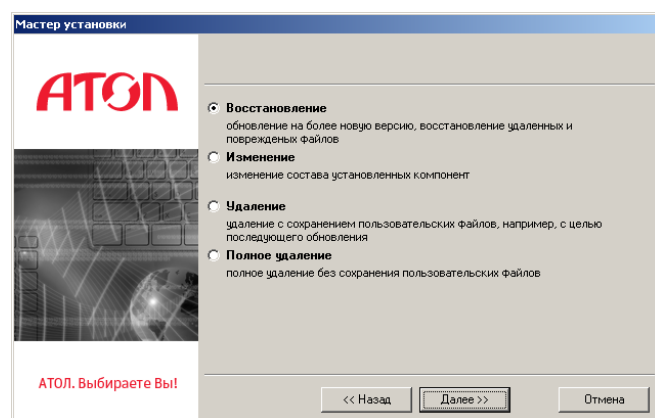 Мастер установки
АТОЛ
Восстановление
обновление на более новую версию, восстановление удаленных и
поврежденых файлов
Изменение
изменение состава установленных компонент
Удаление
удаление с сохранением пользовательских файлов, например, с целью
последующего обновления
Полное удаление
полное удаление без сохранения пользовательских файлов
АТОЛ. Выбираете Вы!
<< Назад
Далее >>
Отмена